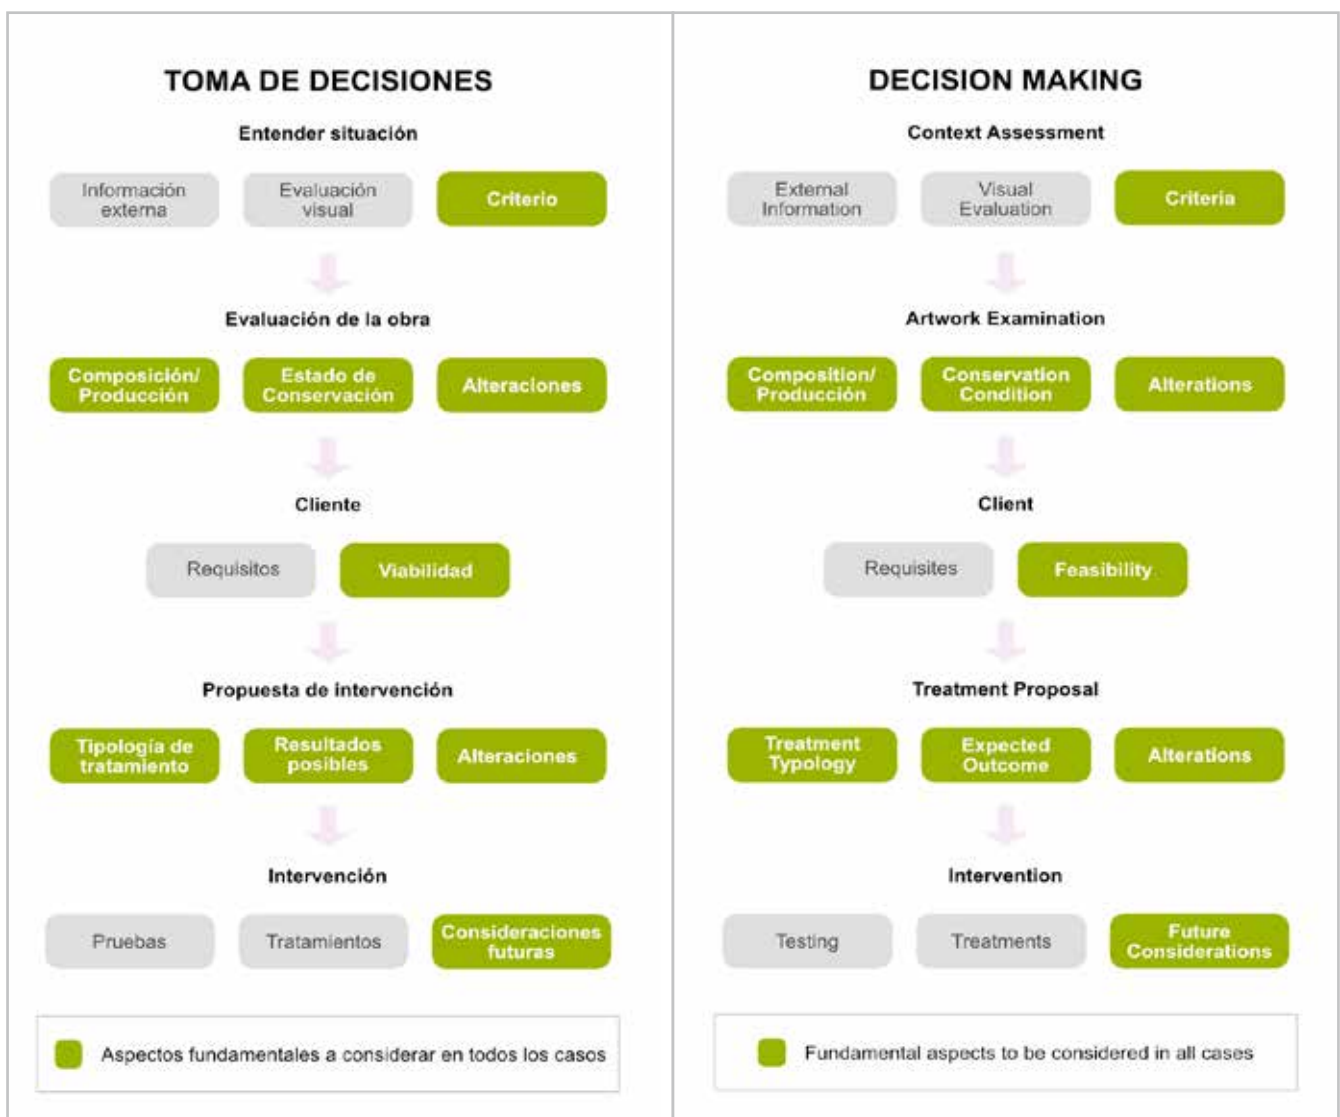 TOMA DE DECISIONES
Entender situación
Información
externa
Evaluación
visual
Criterio
Evaluación de la obra
Composición/
Producción
Estado de
Conservación
Alteraciones
Cliente
Requisitos
Viabilidad
Propuesta de intervención
Tipología de
tratamiento
Resultados
posibles
Alteraciones
Intervención
Pruebas
Tratamientos
Consideraciones
futuras
Aspectos fundamentales a considerar en todos los casos
DECISION MAKING
Context Assessment
External
Information
Visual
Evaluation
Criteria
Artwork Examination
Composition/
Producción
Conservation
Condition
Alterations
Client
Requisites
Feasibility
Treatment Proposal
Treatment
Typology
Expected
Outcome
Alterations
Intervention
Testing
Treatments
Future
Considerations
Fundamental aspects to be considered in all cases